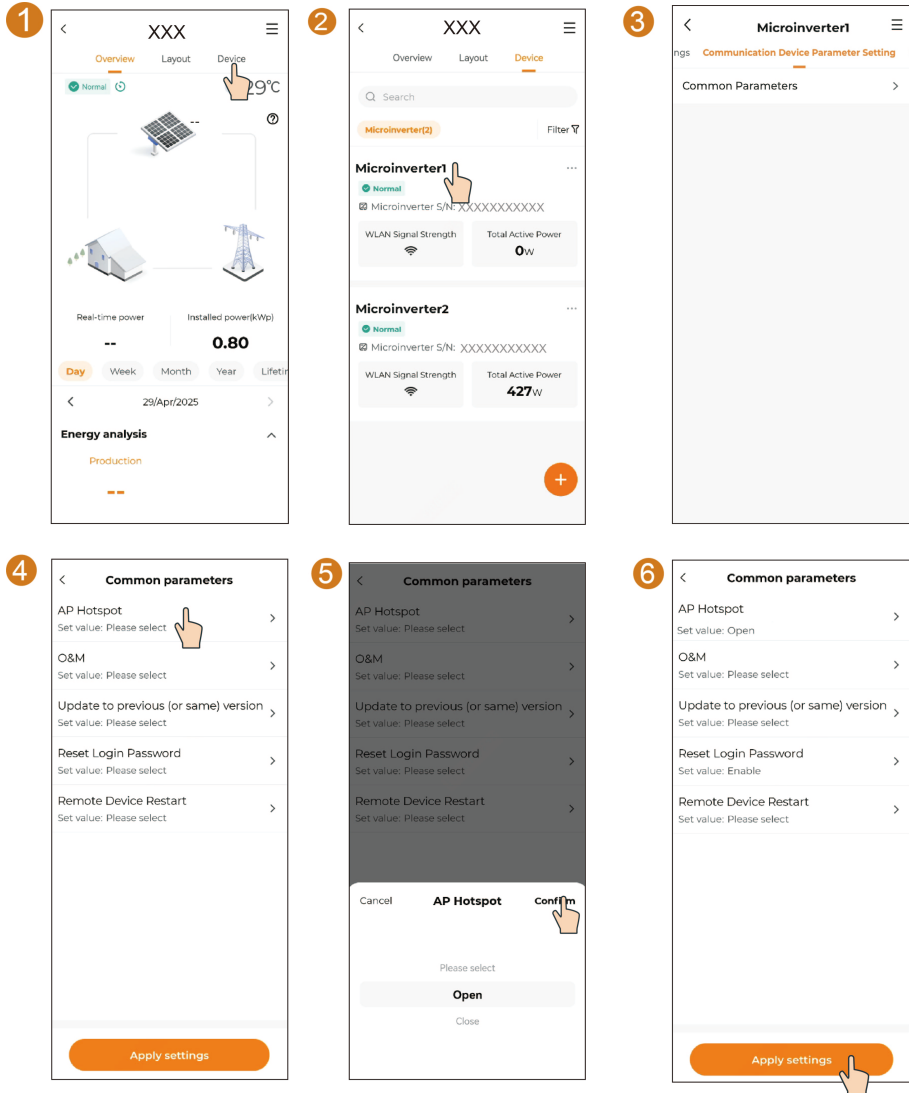 1
XXX
Overview Layout Device
Normal 29°C
--
Real-time power Installed power(kWp)
-- 0.80
Day Week Month Year Lifetin
29/Apr/2025
Energy analysis
Production
--
2
XXX
Overview Layout Device
Search
Microinverter(2) Filter
Microinverter1 ...
Normal
Microinverter S/N: XXXXXXXXXXX
WLAN Signal Strength Total Active Power
0W
Microinverter2 ...
Normal
Microinverter S/N: XXXXXXXXXXX
WLAN Signal Strength Total Active Power
427W
+
3
Microinverter1
ngs Communication Device Parameter Setting
Common Parameters
4
Common parameters
AP Hotspot
Set value: Please select
O&M
Set value: Please select
Update to previous (or same) version
Set value: Please select
Reset Login Password
Set value: Please select
Remote Device Restart
Set value: Please select
Apply settings
5
Common parameters
AP Hotspot
Set value: Please select
O&M
Set value: Please select
Update to previous (or same) version
Set value: Please select
Reset Login Password
Set value: Please select
Remote Device Restart
Set value: Please select
Cancel AP Hotspot Confirm
Please select
Open
Close
6
Common parameters
AP Hotspot
Set value: Open
O&M
Set value: Please select
Update to previous (or same) version
Set value: Please select
Reset Login Password
Set value: Enable
Remote Device Restart
Set value: Please select
Apply settings